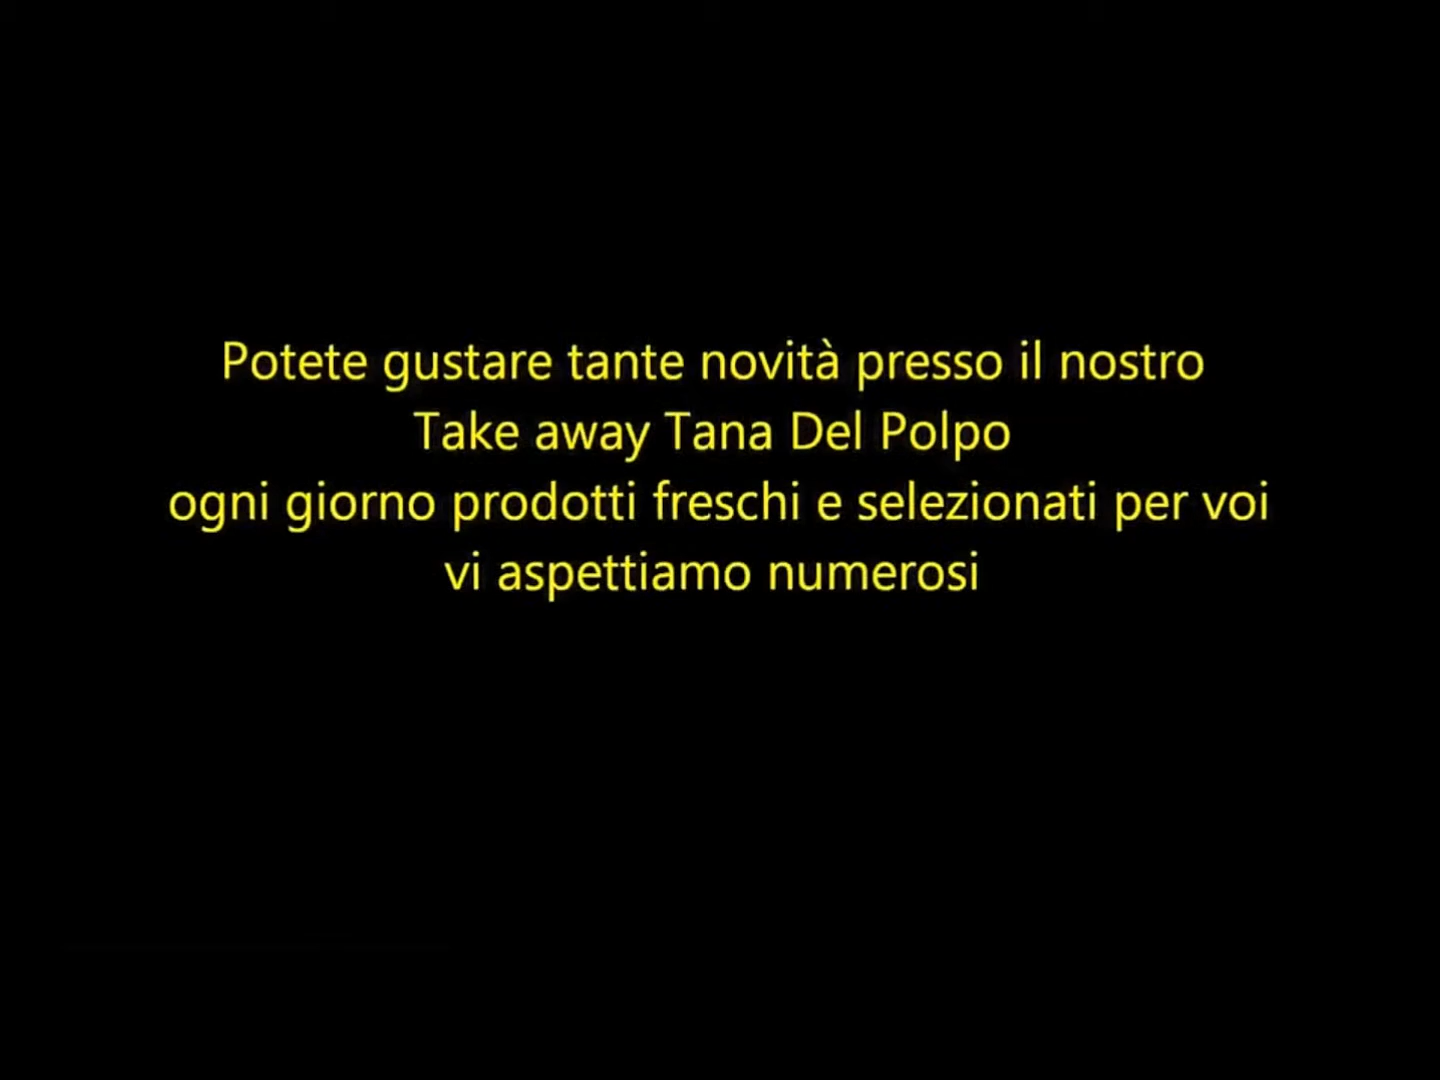 Potete gustare tante novità presso il nostro
Take away Tana Del Polpo
ogni giorno prodotti freschi e selezionati per voi
vi aspettiamo numerosi